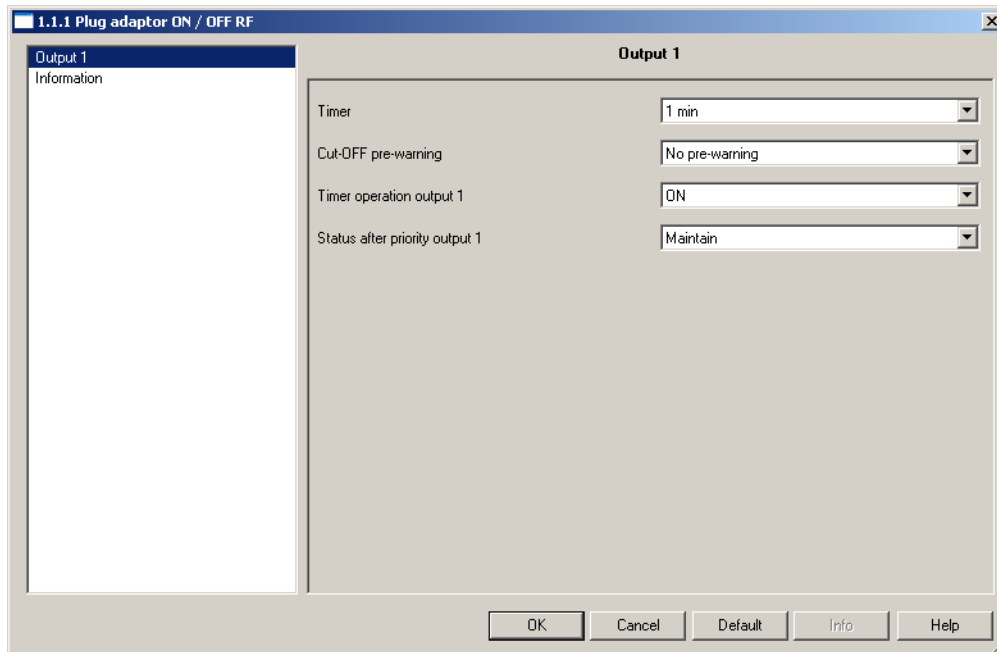 1.1.1 Plug adaptor ON / OFF RF
Output 1
Information
Output 1
Timer
1 min
Cut-OFF pre-warning
No pre-warning
Timer operation output 1
ON
Status after priority output 1
Maintain
OK
Cancel
Default
Info
Help